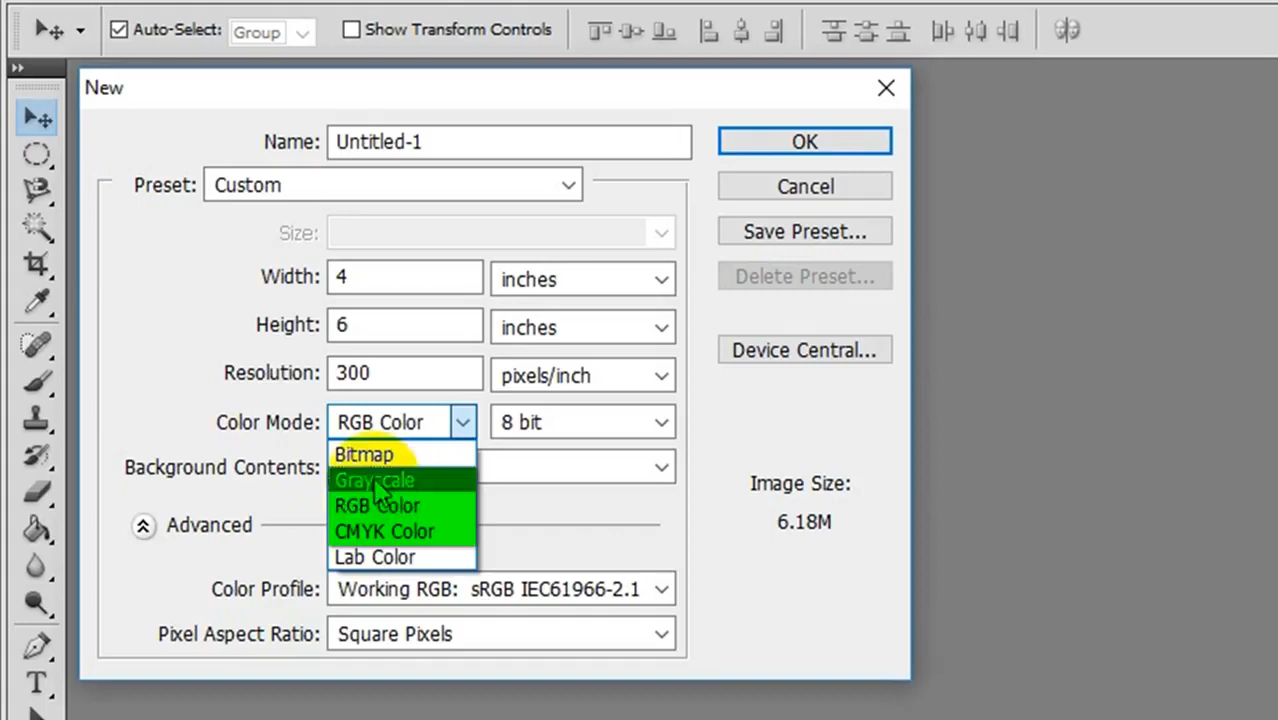 Auto-Select: Group Show Transform Controls
New
Name: Untitled-1 OK
Preset: Custom Cancel
Size: Save Preset...
Width: 4 inches Delete Preset...
Height: 6 inches
Resolution: 300 pixels/inch Device Central...
Color Mode: RGB Color 8 bit
Bitmap
Background Contents:
Grayscale Image Size:
RGB Color
Advanced 6.18M
CMYK Color
Lab Color
Color Profile: Working RGB: sRGB IEC61966-2.1
Pixel Aspect Ratio: Square Pixels
T